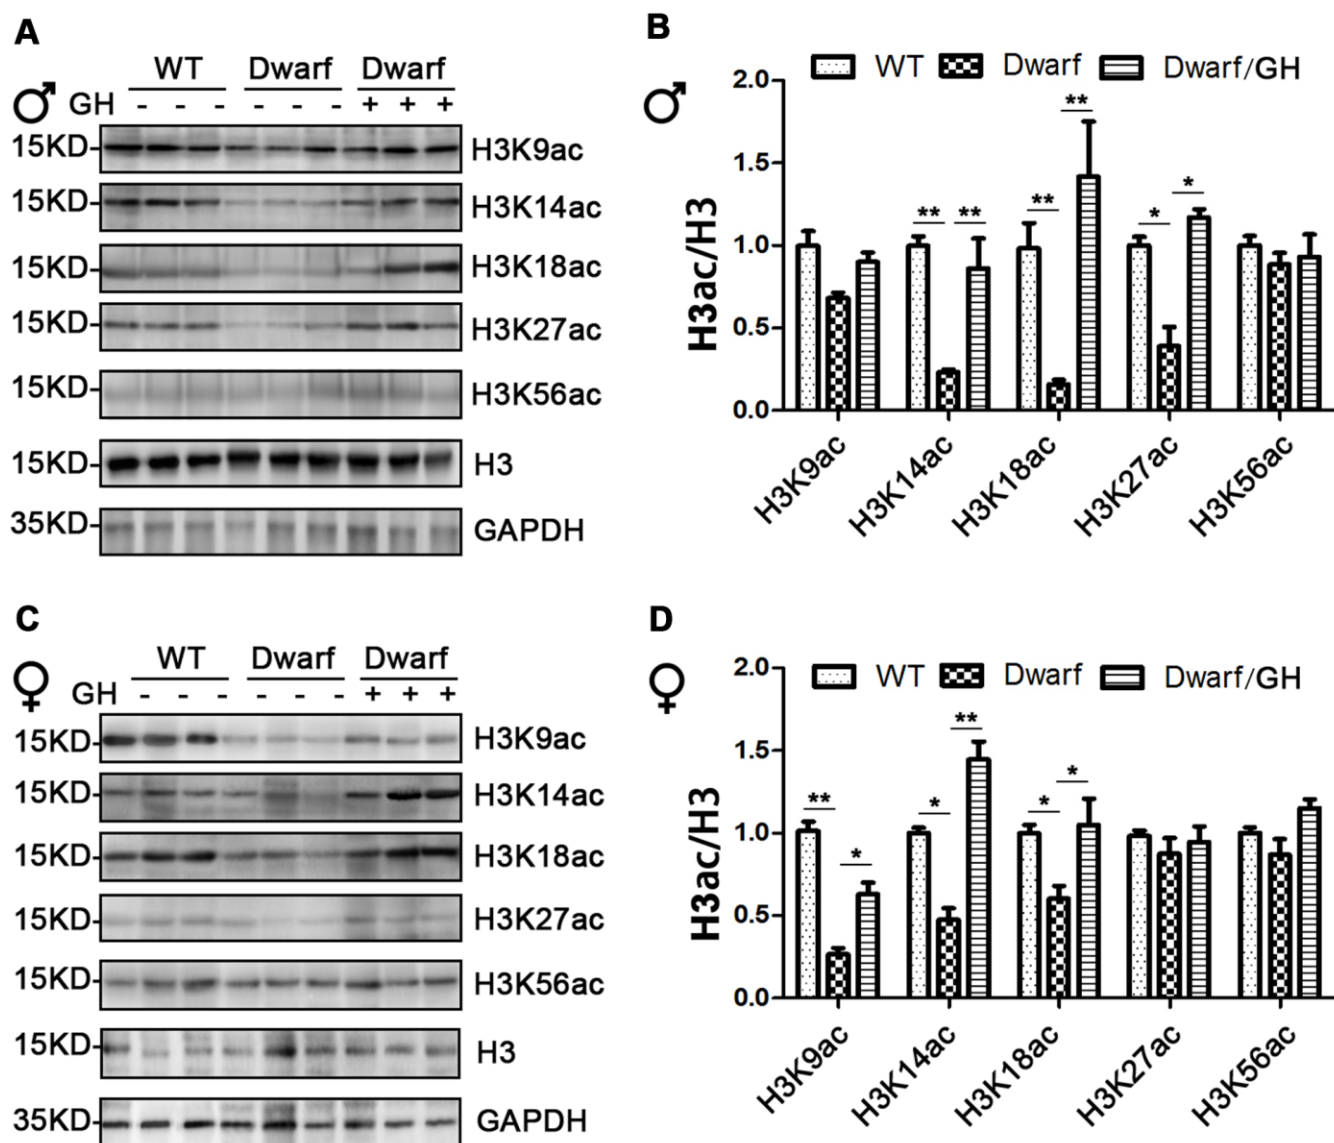 A
WT Dwarf Dwarf
♂ GH - - - - - - + + +
15KD- H3K9ac
15KD- H3K14ac
15KD- H3K18ac
15KD- H3K27ac
15KD- H3K56ac
15KD- H3
35KD- GAPDH
B
♂
WT Dwarf Dwarf/GH
H3ac/H3
2.0
1.5
1.0
0.5
0.0
** ** ** ** * *
H3K9ac H3K14ac H3K18ac H3K27ac H3K56ac
C
WT Dwarf Dwarf
♀ GH - - - - - - + + +
15KD- H3K9ac
15KD- H3K14ac
15KD- H3K18ac
15KD- H3K27ac
15KD- H3K56ac
15KD- H3
35KD- GAPDH
D
♀
WT Dwarf Dwarf/GH
H3ac/H3
2.0
1.5
1.0
0.5
0.0
** * * ** * *
H3K9ac H3K14ac H3K18ac H3K27ac H3K56ac